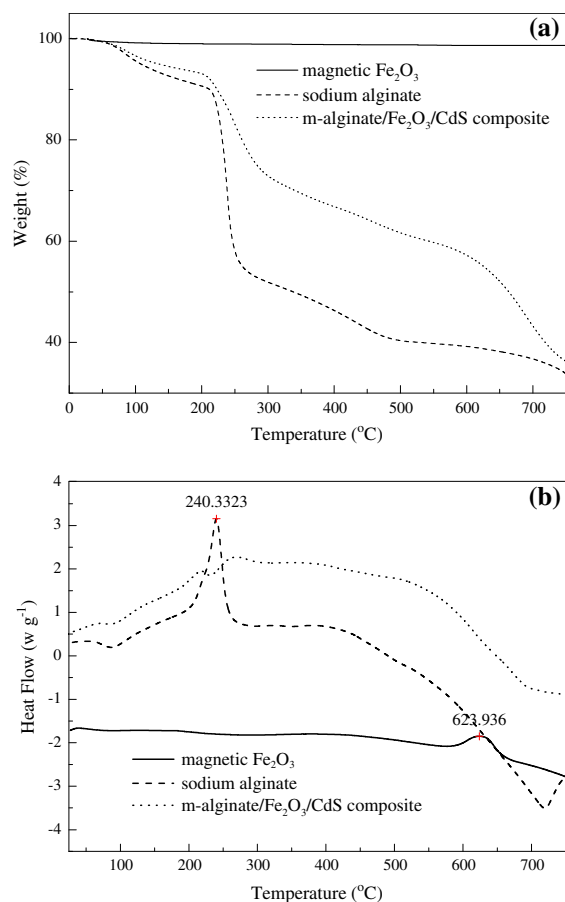 (a)
100
80
60
40
Weight (%)
magnetic Fe₂O₃
sodium alginate
m-alginate/Fe₂O₃/CdS composite
0 100 200 300 400 500 600 700
Temperature (°C)
(b)
4
3
2
1
0
-1
-2
-3
-4
Heat Flow (w g⁻¹)
240.3323
623.936
magnetic Fe₂O₃
sodium alginate
m-alginate/Fe₂O₃/CdS composite
100 200 300 400 500 600 700
Temperature (°C)